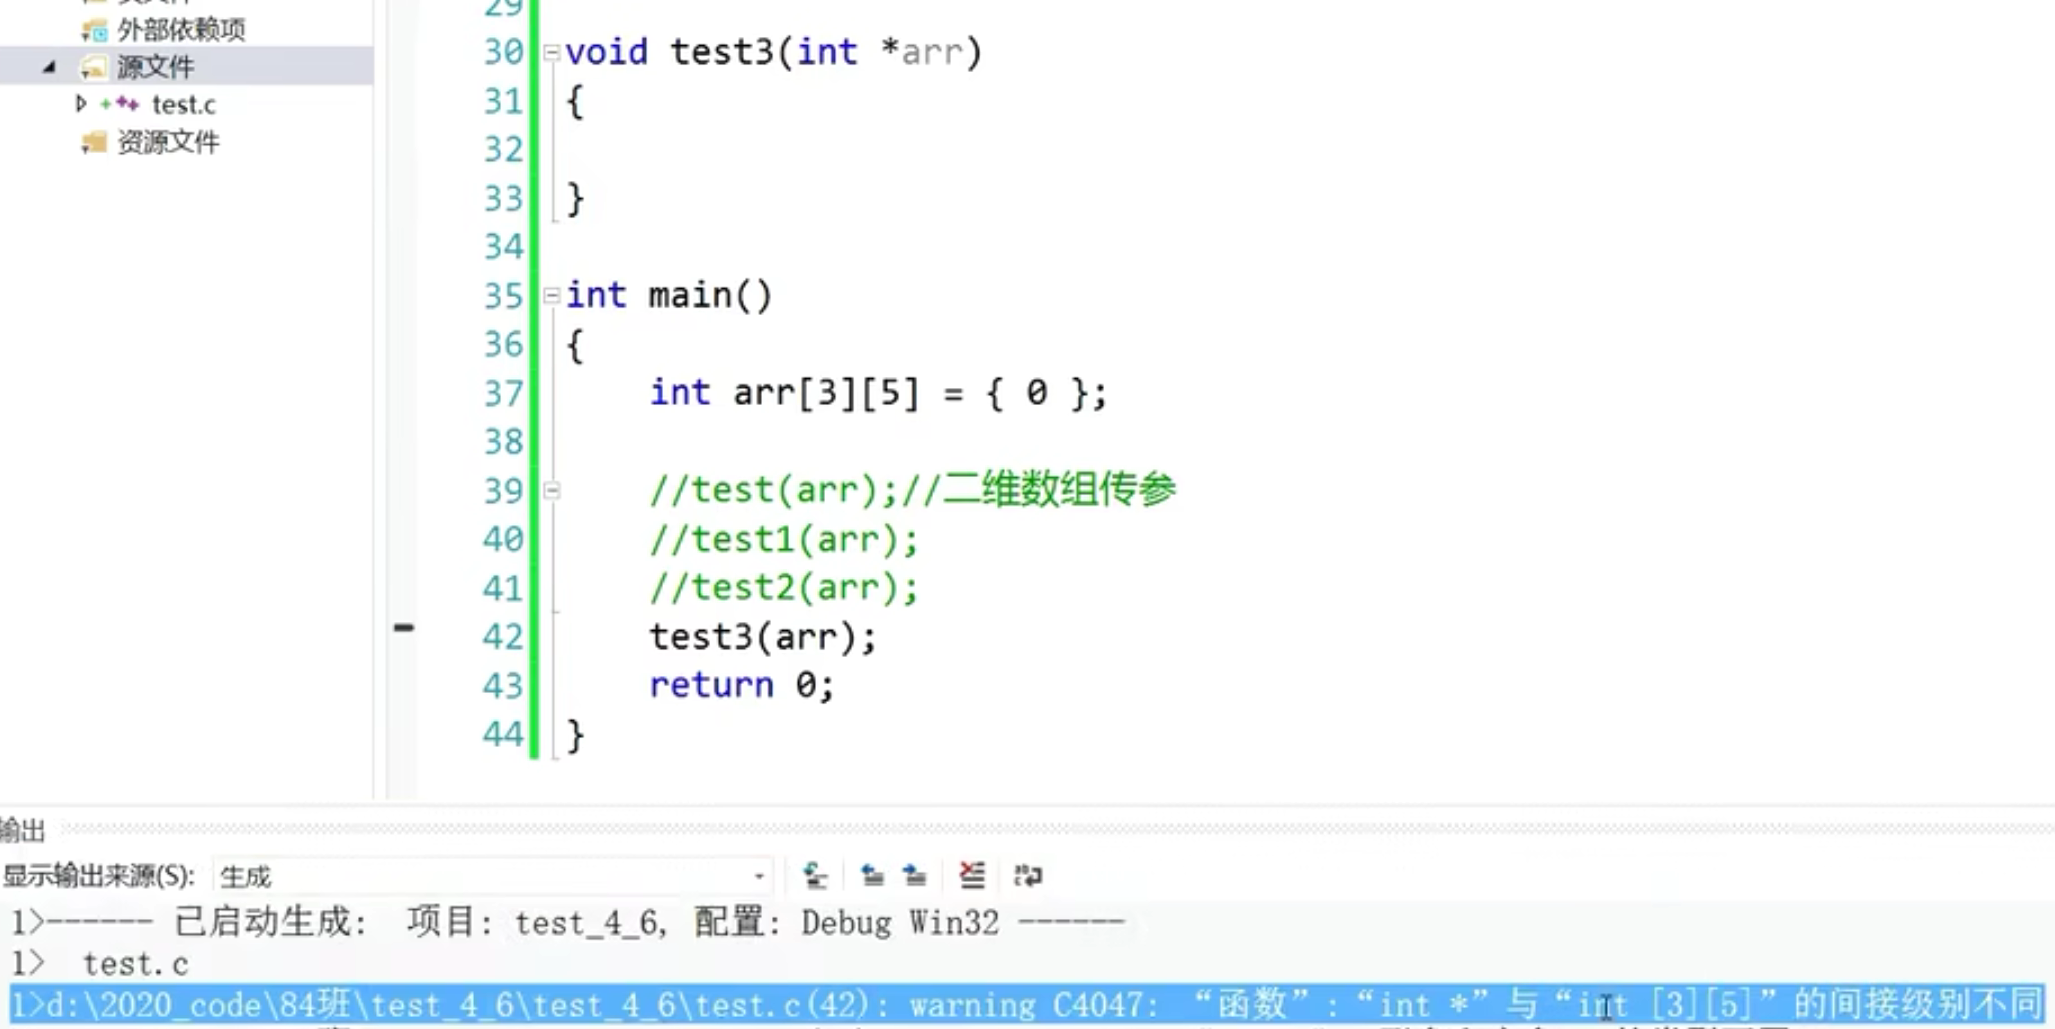 外部依赖项
源文件
test.c
资源文件
29
30 void test3(int *arr)
31 {
32
33 }
34
35 int main()
36 {
37 int arr[3][5] = { 0 };
38
39 //test(arr);//二维数组传参
40 //test1(arr);
41 //test2(arr);
42 test3(arr);
43 return 0;
44 }
输出
显示输出来源(S): 生成
1>------ 已启动生成: 项目: test_4_6, 配置: Debug Win32 ------
1> test.c
1>d:\2020_code\84班\test_4_6\test_4_6\test.c(42): warning C4047: “函数”:“int *”与“int [3][5]”的间接级别不同